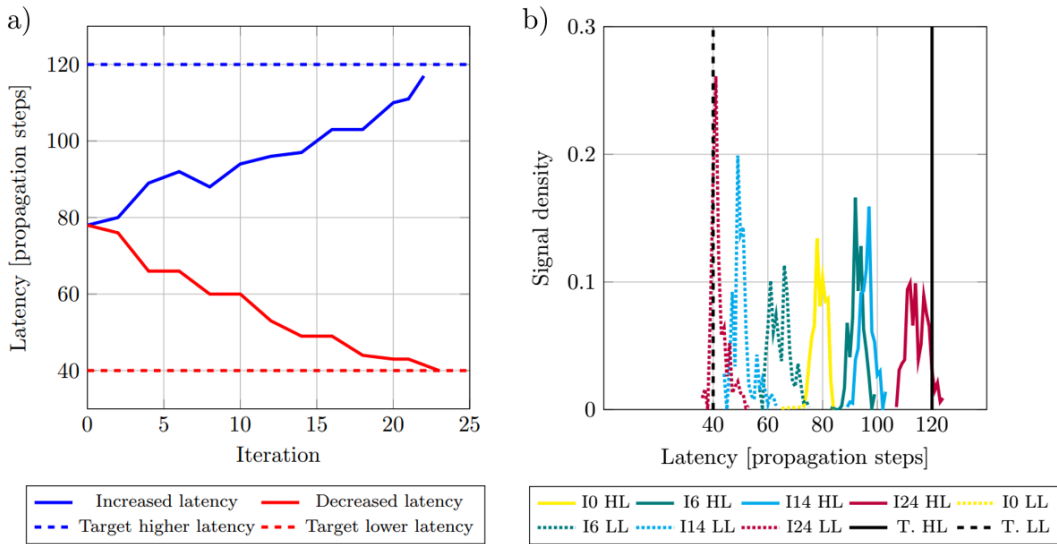 a)
120
100
80
60
40
0
5
10
15
20
25
Latency [propagation steps]
Iteration
Increased latency
Decreased latency
Target higher latency
Target lower latency
b)
0.3
0.2
0.1
0
40
60
80
100
120
Signal density
Latency [propagation steps]
I0 HL
I6 HL
I14 HL
I24 HL
I0 LL
I6 LL
I14 LL
I24 LL
T. HL
T. LL